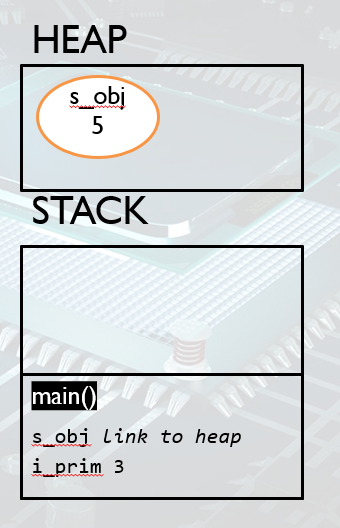 HEAP
s_obj
5
STACK
main()
s_obj link to heap
i_prim 3